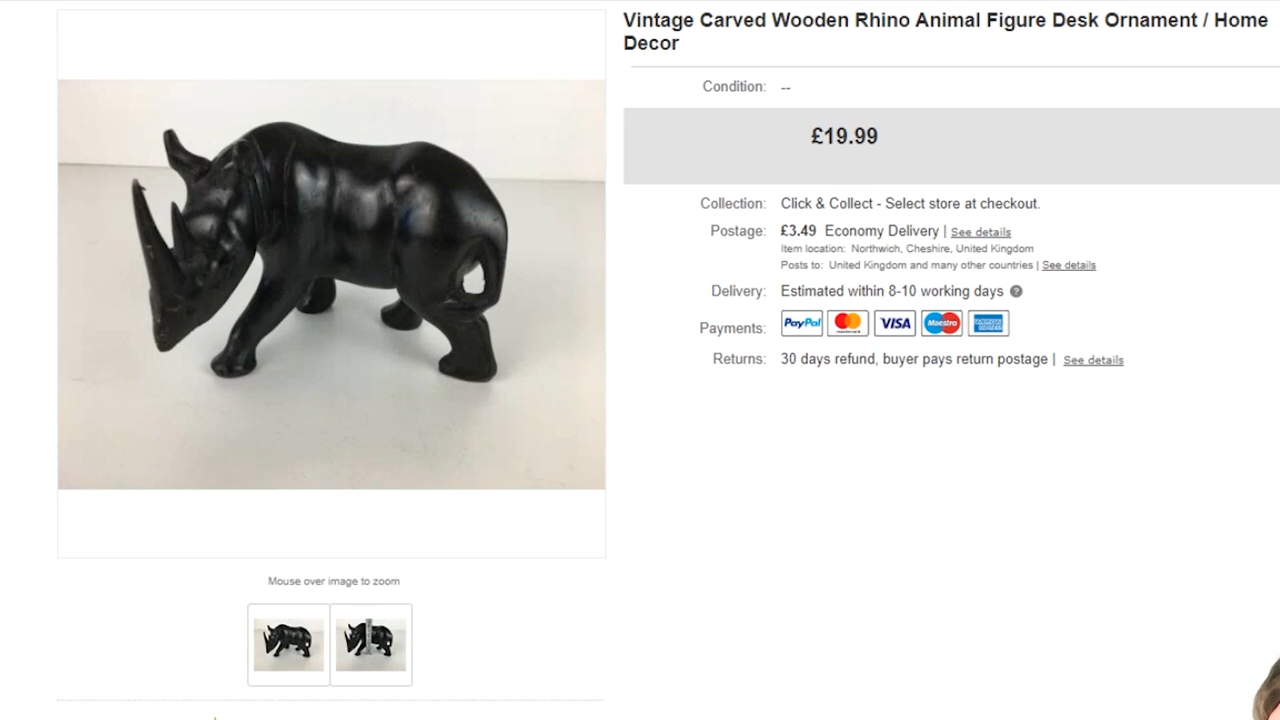 Vintage Carved Wooden Rhino Animal Figure Desk Ornament / Home
Decor
Condition: --
£19.99
Collection: Click & Collect - Select store at checkout.
Postage: £3.49 Economy Delivery | See details
Item location: Northwich, Cheshire, United Kingdom
Posts to: United Kingdom and many other countries | See details
Delivery: Estimated within 8-10 working days ?
Payments: PayPal VISA Maestro
Returns: 30 days refund, buyer pays return postage | See details
Mouse over image to zoom